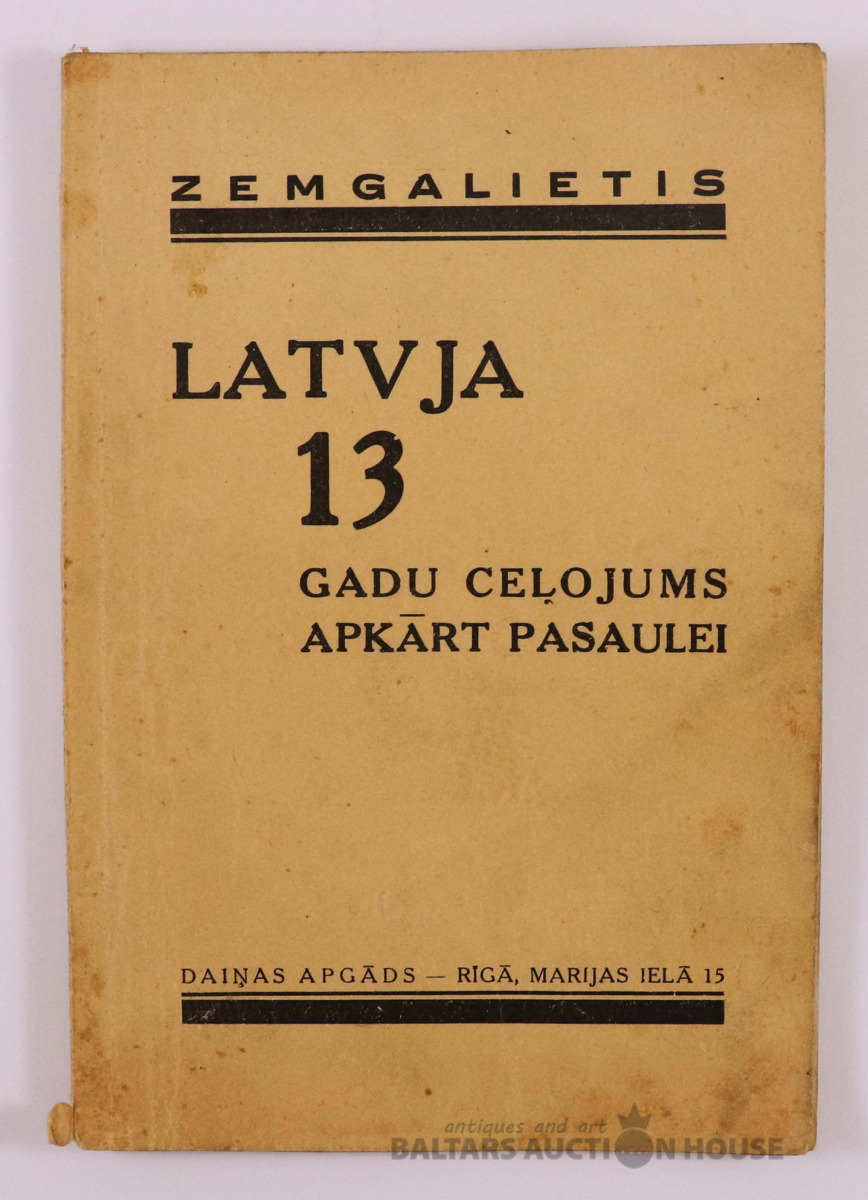 ZEMGALIETIS
LATVJA
13
GADU CEĻOJUMS
APKĀRT PASAULEI
DAIŅAS APGĀDS — RĪGĀ, MARIJAS IELĀ 15
antiques and art
BALTARS AUCTION HOUSE